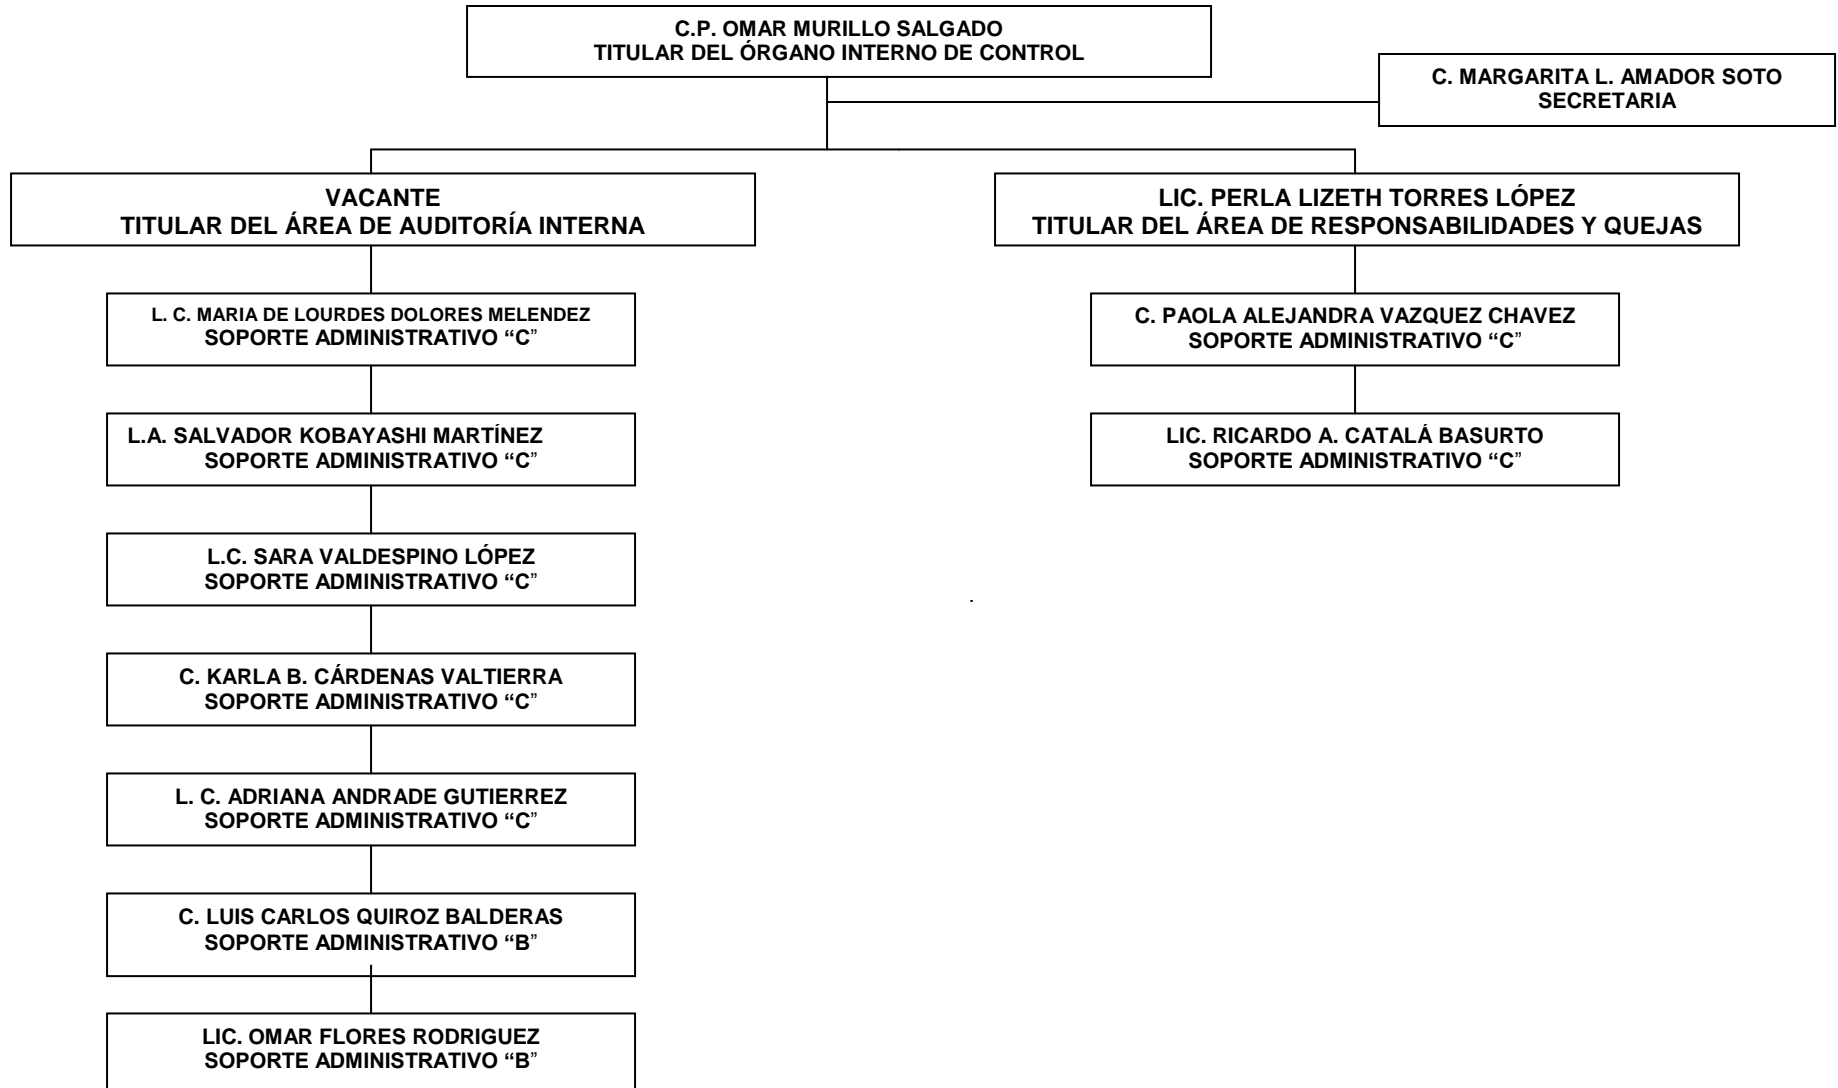 C.P. OMAR MURILLO SALGADO
TITULAR DEL ÓRGANO INTERNO DE CONTROL
C. MARGARITA L. AMADOR SOTO
SECRETARIA
VACANTE
TITULAR DEL ÁREA DE AUDITORÍA INTERNA
LIC. PERLA LIZETH TORRES LÓPEZ
TITULAR DEL ÁREA DE RESPONSABILIDADES Y QUEJAS
L. C. MARIA DE LOURDES DOLORES MELENDEZ
SOPORTE ADMINISTRATIVO “C”
C. PAOLA ALEJANDRA VAZQUEZ CHAVEZ
SOPORTE ADMINISTRATIVO “C”
L.A. SALVADOR KOBAYASHI MARTÍNEZ
SOPORTE ADMINISTRATIVO “C”
LIC. RICARDO A. CATALÁ BASURTO
SOPORTE ADMINISTRATIVO “C”
L.C. SARA VALDESPINO LÓPEZ
SOPORTE ADMINISTRATIVO “C”
.
C. KARLA B. CÁRDENAS VALTIERRA
SOPORTE ADMINISTRATIVO “C”
L. C. ADRIANA ANDRADE GUTIERREZ
SOPORTE ADMINISTRATIVO “C”
C. LUIS CARLOS QUIROZ BALDERAS
SOPORTE ADMINISTRATIVO “B”
LIC. OMAR FLORES RODRIGUEZ
SOPORTE ADMINISTRATIVO “B”